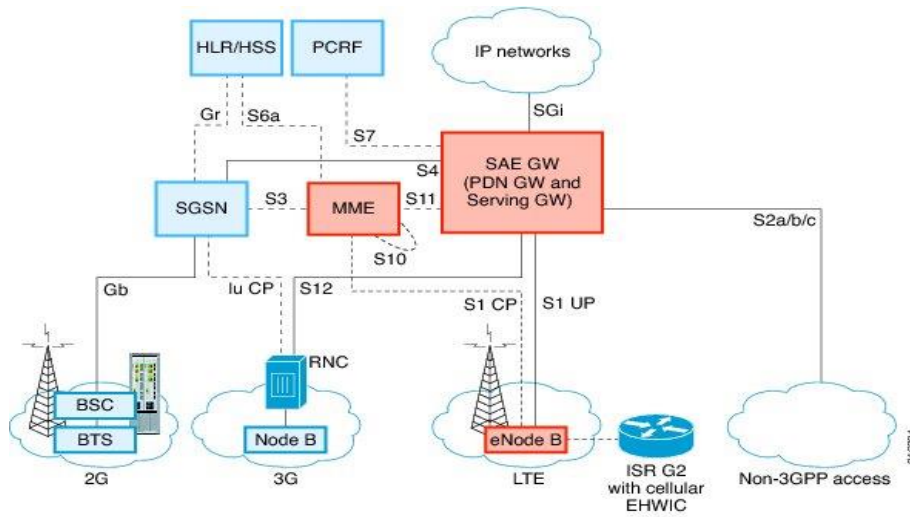 HLR/HSS
PCRF
IP networks
Gr
S6a
S7
SGi
S4
SAE GW
(PDN GW and
Serving GW)
SGSN
S3
MME
S11
S10
S2a/b/c
Gb
Iu CP
S12
S1 CP
S1 UP
RNC
BSC
BTS
Node B
eNode B
2G
3G
LTE
ISR G2
with cellular
EHWIC
Non-3GPP access